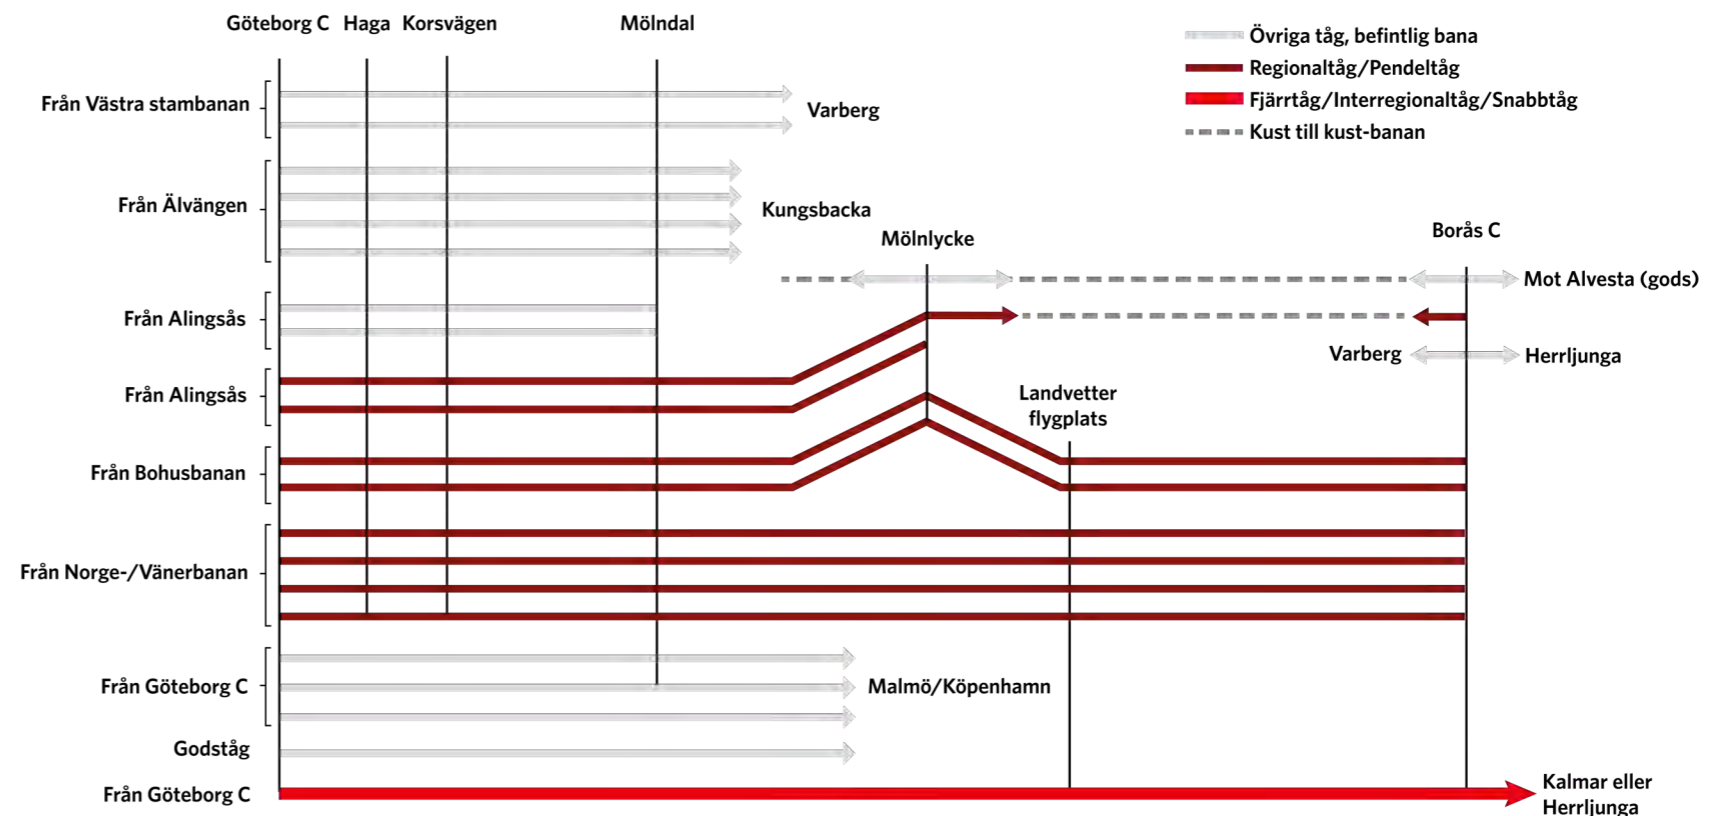 Göteborg C Haga Korsvägen Mölndal
Övriga tåg, befintlig bana
Regionaltåg/Pendeltåg
Fjärrtåg/Interregionaltåg/Snabbtåg
Kust till kust-banan
Från Västra stambanan
Varberg
Från Älvängen
Kungsbacka
Mölnlycke
Borås C
Mot Alvesta (gods)
Från Alingsås
Varberg
Herrljunga
Från Alingsås
Landvetter
flygplats
Från Bohusbanan
Från Norge-/Vänerbanan
Från Göteborg C
Malmö/Köpenhamn
Godståg
Från Göteborg C
Kalmar eller
Herrljunga